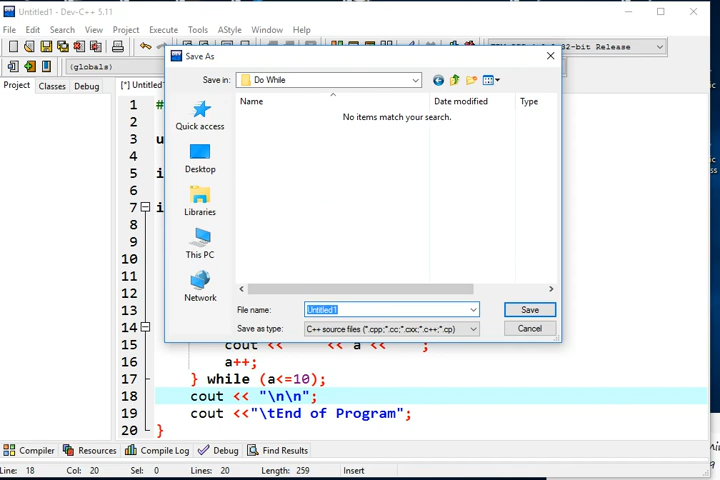 Untitled1 - Dev-C++ 5.11
File Edit Search View Project Execute Tools AStyle Window Help
(globals)
Project Classes Debug
[*] Untitled1
Save As
Save in: Do While
Name Date modified Type
No items match your search.
Quick access
Desktop
Libraries
This PC
Network
File name: Untitled1 Save
Save as type: C++ source files (*.cpp;*.cc;*.cxx;*.c++;*.cp) Cancel
32-bit Release
1 #
2
3 u
4
5 i
6
7 i
8
9
10
11
12
13
14
15 cout << << a << ;
16 a++;
17 } while (a<=10);
18 cout << "\n\n";
19 cout <<"\tEnd of Program";
20 }
Compiler Resources Compile Log Debug Find Results
Line: 18 Col: 20 Sel: 0 Lines: 20 Length: 259 Insert